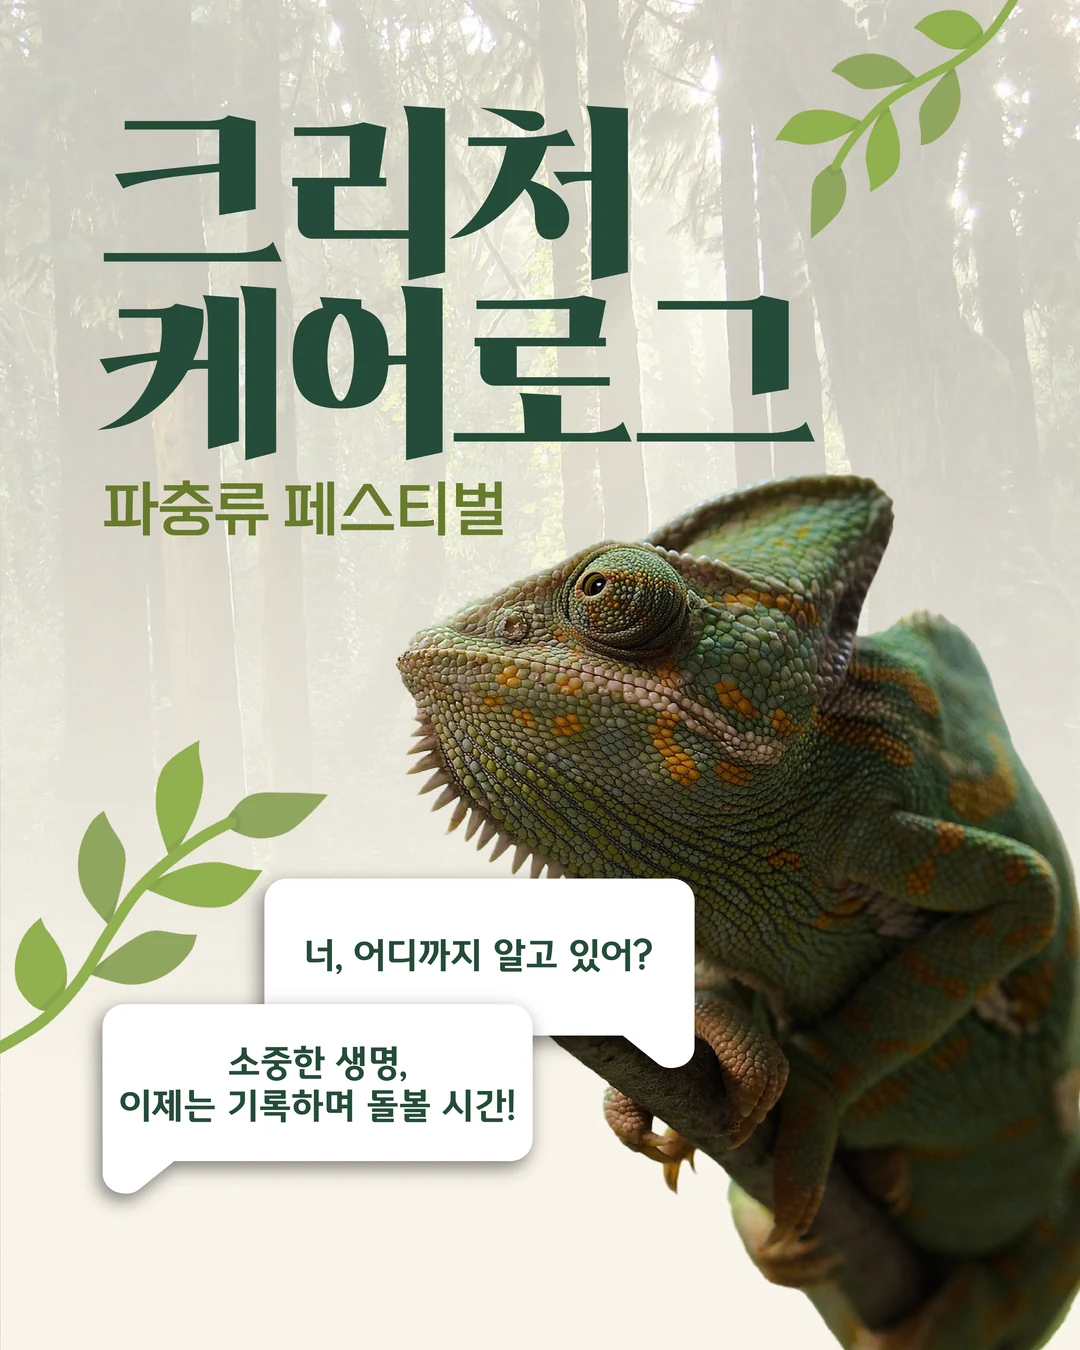 크리처
케어로그
파충류 페스티벌
너, 어디까지 알고 있어?
소중한 생명,
이제는 기록하며 돌볼 시간!